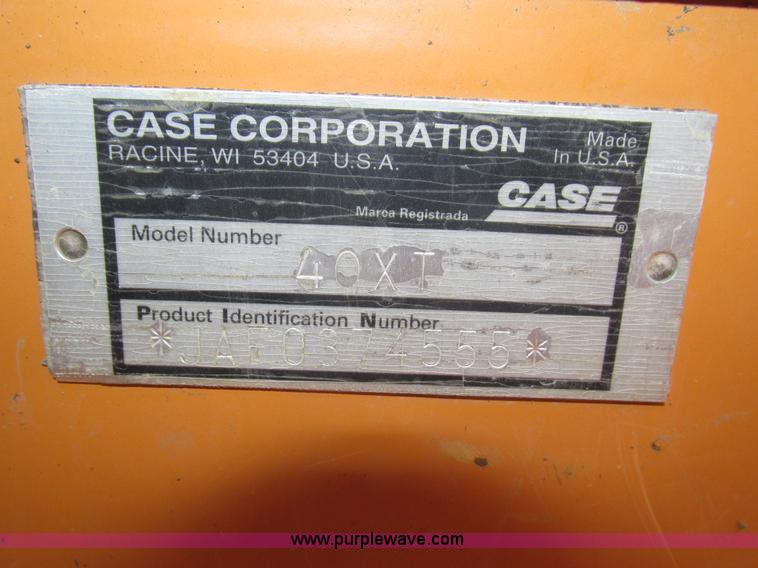 CASE CORPORATION
RACINE, WI 53404 U.S.A.
Made
In U.S.A.
CASE
®
Marca Registrada
Model Number
40XT
Product Identification Number
*JAF0374555*
www.purplewave.com